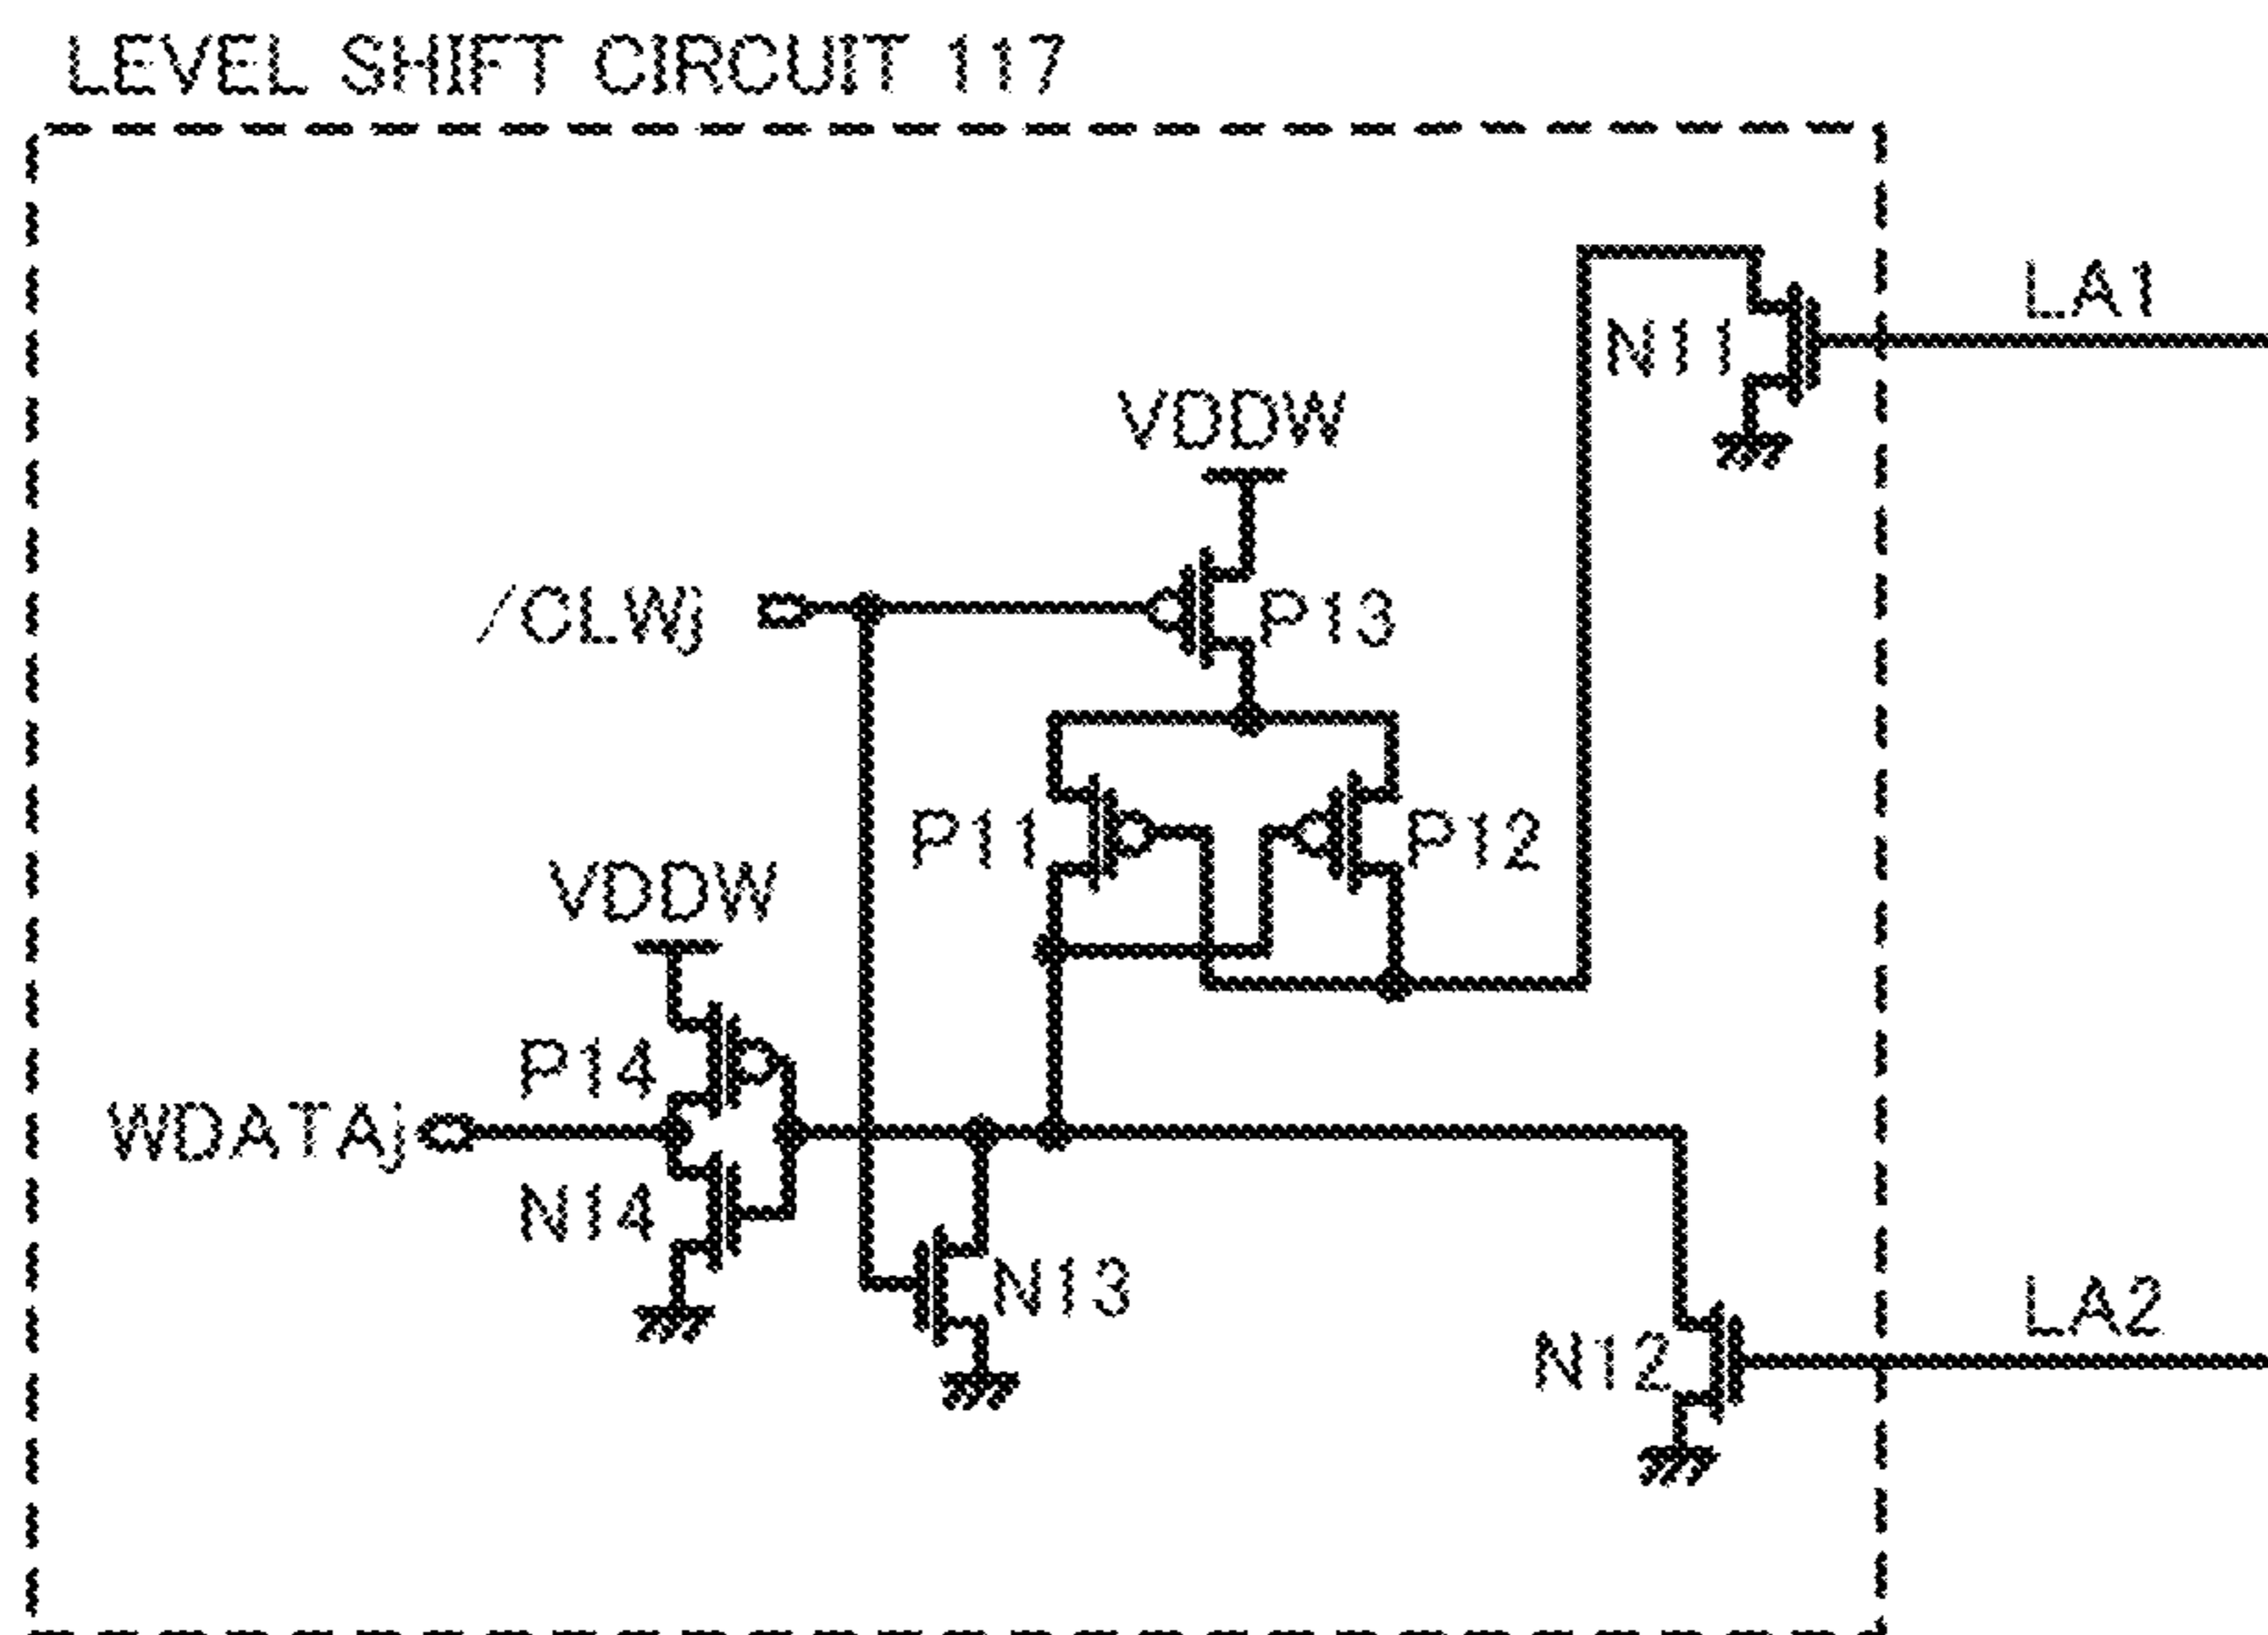 LEVEL SHIFT CIRCUIT 117
LA1
N11
VDDW
/CLWj
P13
P11
P12
VDDW
P14
WDATAj
N14
N13
LA2
N12